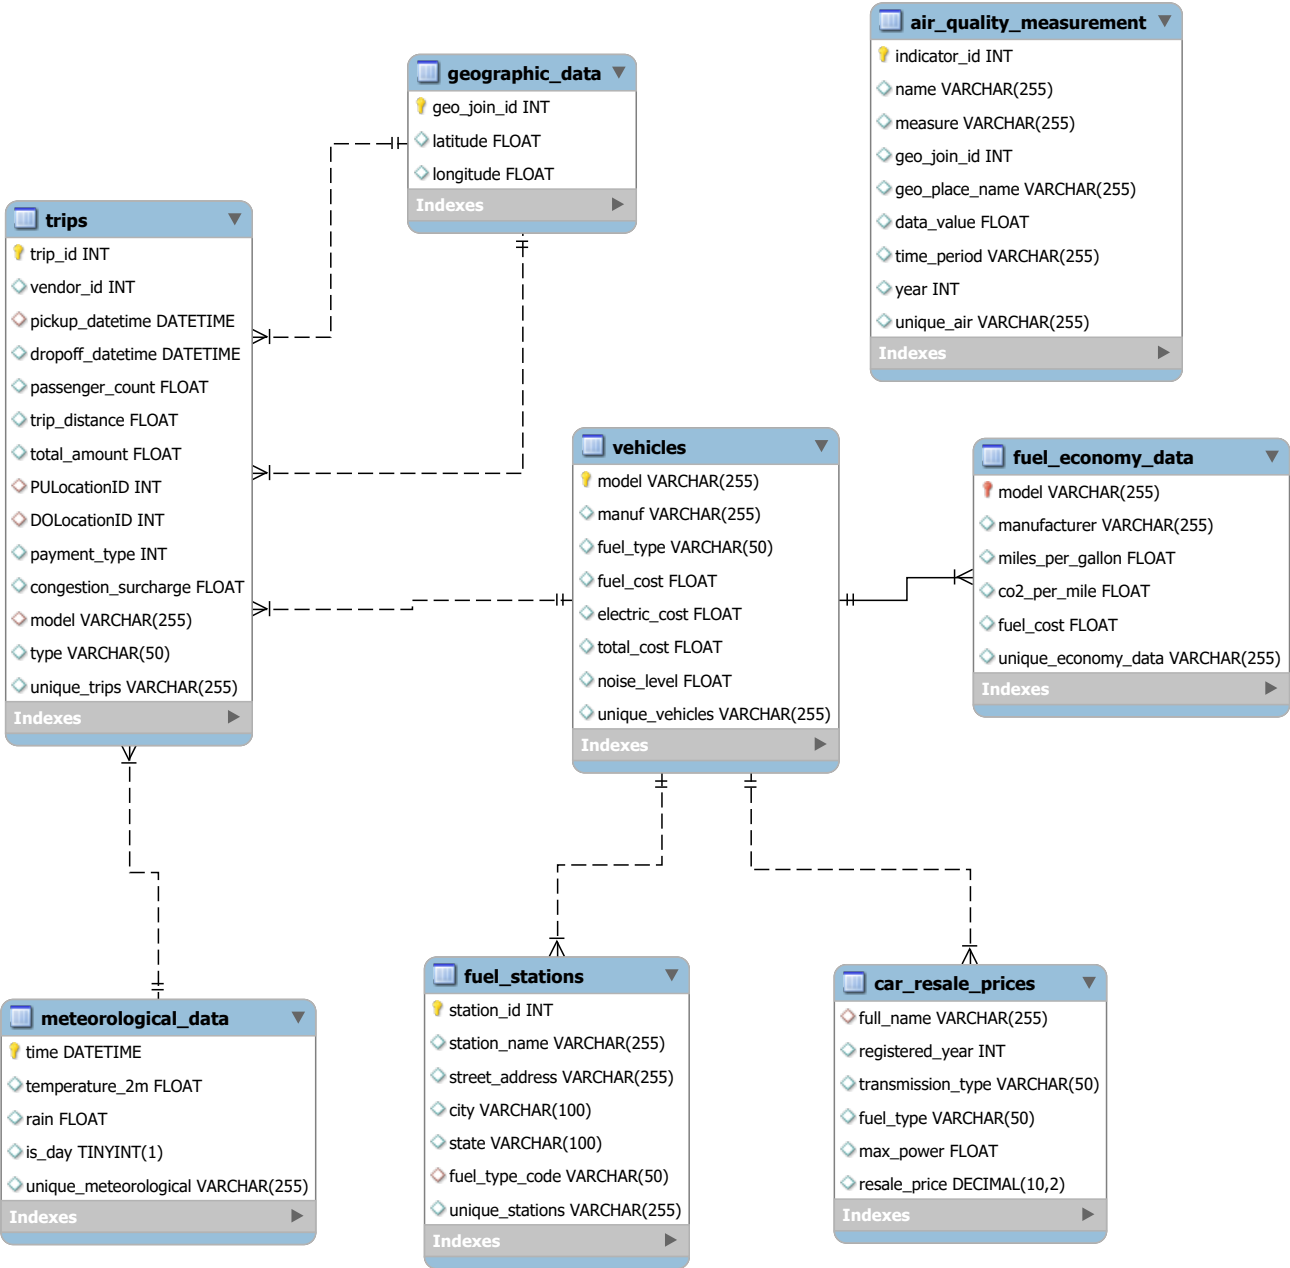 air_quality_measurement
indicator_id INT
name VARCHAR(255)
measure VARCHAR(255)
geo_join_id INT
geo_place_name VARCHAR(255)
data_value FLOAT
time_period VARCHAR(255)
year INT
unique_air VARCHAR(255)
Indexes
geographic_data
geo_join_id INT
latitude FLOAT
longitude FLOAT
Indexes
trips
trip_id INT
vendor_id INT
pickup_datetime DATETIME
dropoff_datetime DATETIME
passenger_count FLOAT
trip_distance FLOAT
total_amount FLOAT
PULocationID INT
DOLocationID INT
payment_type INT
congestion_surcharge FLOAT
model VARCHAR(255)
type VARCHAR(50)
unique_trips VARCHAR(255)
Indexes
vehicles
model VARCHAR(255)
manuf VARCHAR(255)
fuel_type VARCHAR(50)
fuel_cost FLOAT
electric_cost FLOAT
total_cost FLOAT
noise_level FLOAT
unique_vehicles VARCHAR(255)
Indexes
fuel_economy_data
model VARCHAR(255)
manufacturer VARCHAR(255)
miles_per_gallon FLOAT
co2_per_mile FLOAT
fuel_cost FLOAT
unique_economy_data VARCHAR(255)
Indexes
meteorological_data
time DATETIME
temperature_2m FLOAT
rain FLOAT
is_day TINYINT(1)
unique_meteorological VARCHAR(255)
Indexes
fuel_stations
station_id INT
station_name VARCHAR(255)
street_address VARCHAR(255)
city VARCHAR(100)
state VARCHAR(100)
fuel_type_code VARCHAR(50)
unique_stations VARCHAR(255)
Indexes
car_resale_prices
full_name VARCHAR(255)
registered_year INT
transmission_type VARCHAR(50)
fuel_type VARCHAR(50)
max_power FLOAT
resale_price DECIMAL(10,2)
Indexes